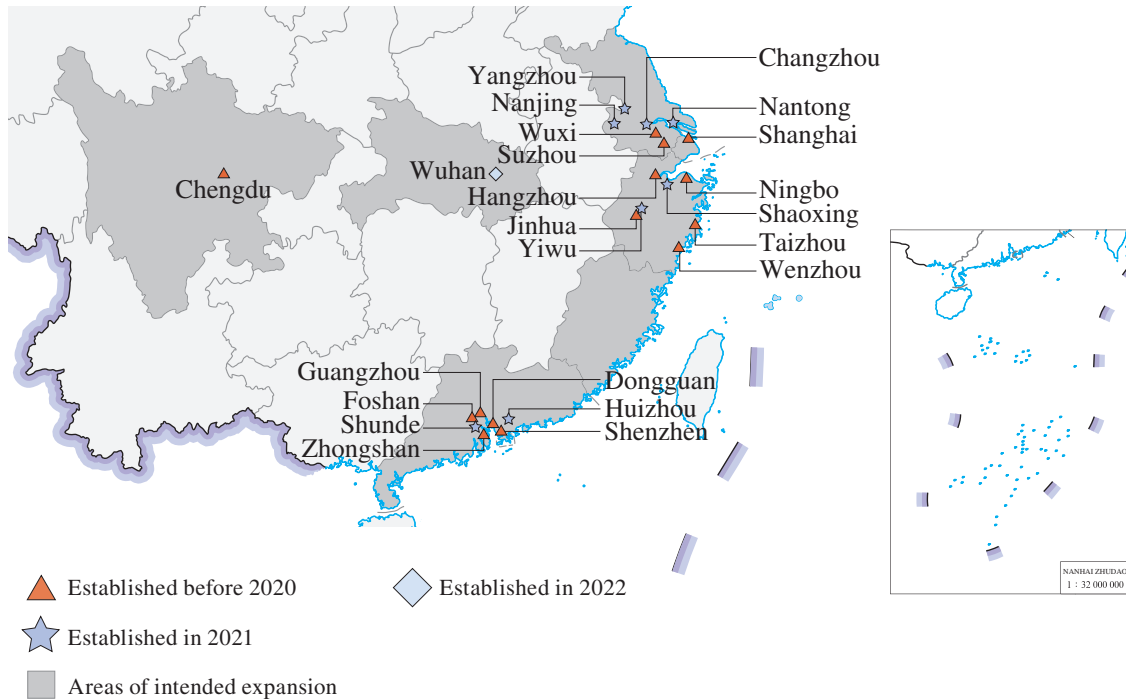 Changzhou
Yangzhou
Nanjing
Nantong
Wuxi
Shanghai
Suzhou
Wuhan
Chengdu
Hangzhou
Ningbo
Shaoxing
Jinhua
Taizhou
Yiwu
Wenzhou
Guangzhou
Dongguan
Foshan
Huizhou
Shunde
Shenzhen
Zhongshan
NANHAI ZHUDAO
1 : 32 000 000
Established before 2020
Established in 2022
Established in 2021
Areas of intended expansion